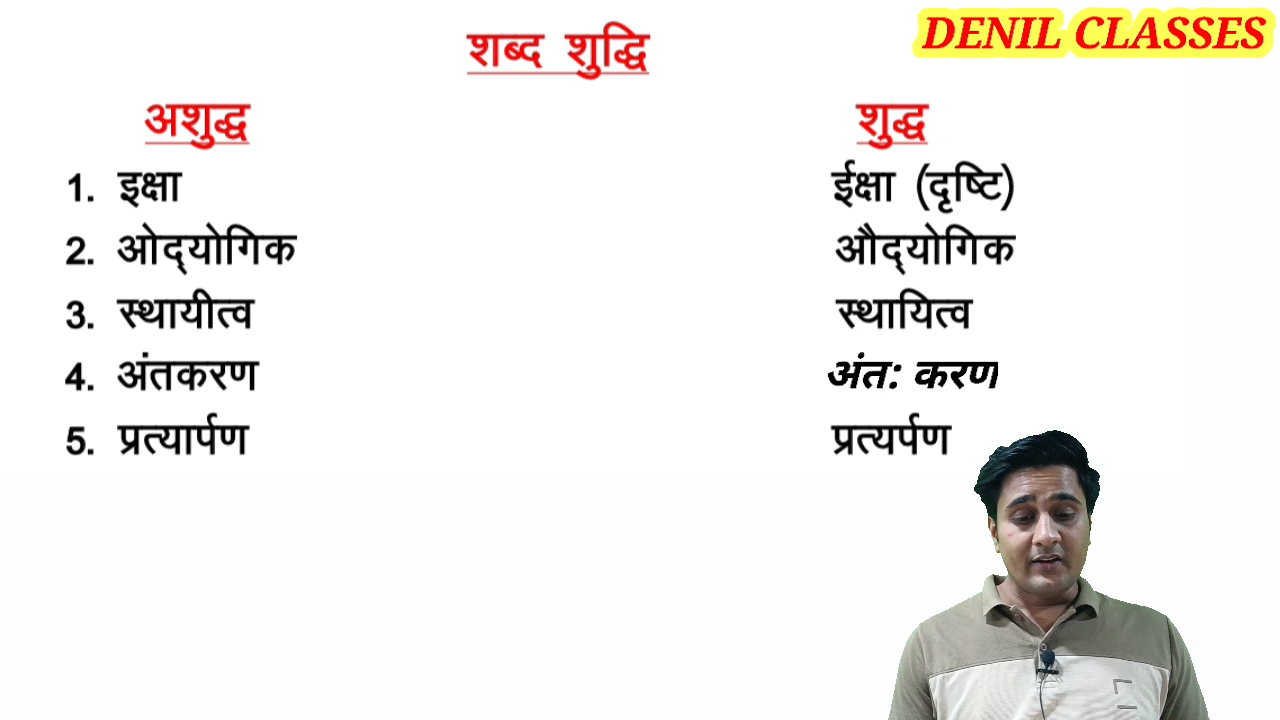 DENIL CLASSES
शब्द शुद्धि
अशुद्ध शुद्ध
1. इक्षा ईक्षा (दृष्टि)
2. ओद्‌योगिक औद्‌योगिक
3. स्थायीत्व स्थायित्व
4. अंतकरण अंत: करण
5. प्रत्यार्पण प्रत्यर्पण